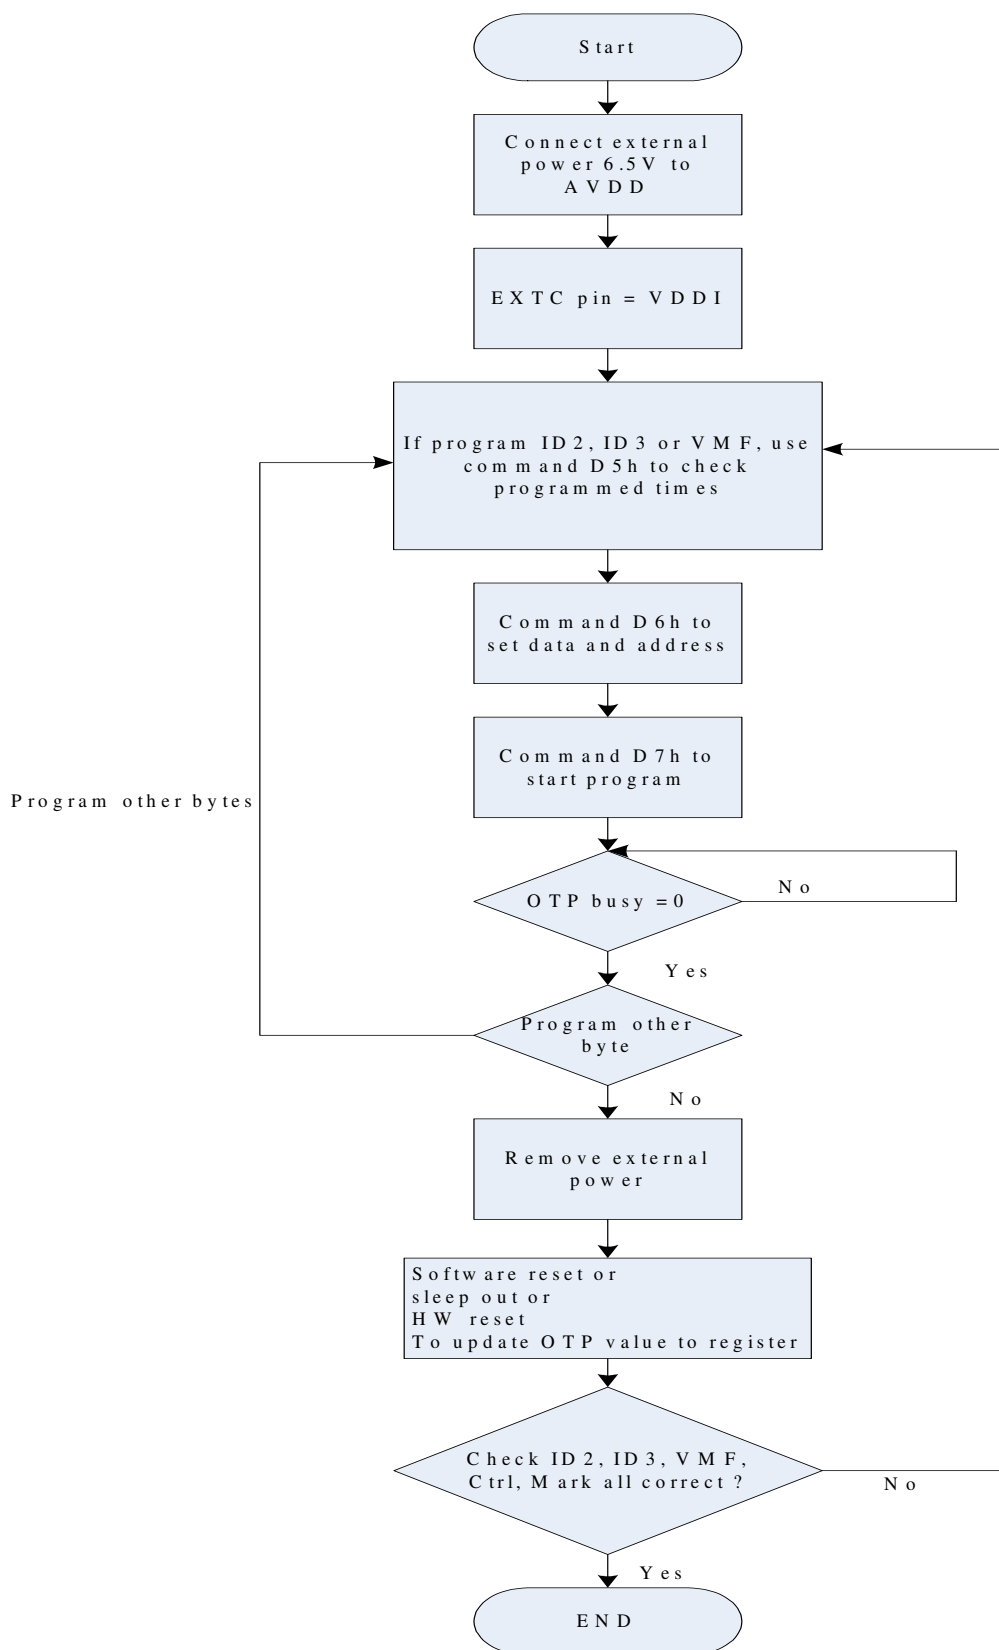 Start
Connect external
power 6.5V to
AVDD
EXTC pin = VDDI
If program ID2, ID3 or VMF, use
command D5h to check
programmed times
Command D6h to
set data and address
Command D7h to
start program
Program other bytes
OTP busy =0
No
Yes
Program other
byte
No
Remove external
power
Software reset or
sleep out or
HW reset
To update OTP value to register
Check ID2, ID3, VMF,
Ctrl, Mark all correct ?
No
Yes
END